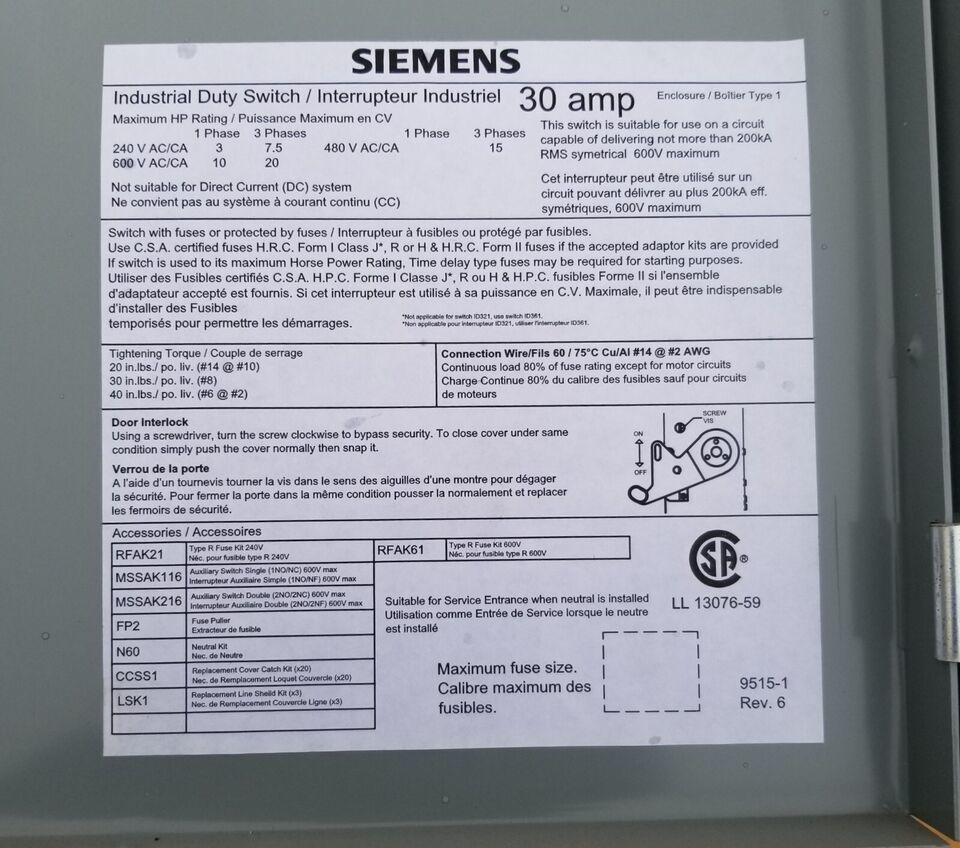 SIEMENS
Industrial Duty Switch / Interrupteur Industriel 30 amp Enclosure / Boîtier Type 1
Maximum HP Rating / Puissance Maximum en CV
1 Phase 3 Phases 1 Phase 3 Phases
240 V AC/CA 3 7.5 480 V AC/CA 15
600 V AC/CA 10 20
Not suitable for Direct Current (DC) system
Ne convient pas au système à courant continu (CC)
This switch is suitable for use on a circuit
capable of delivering not more than 200kA
RMS symetrical 600V maximum
Cet interrupteur peut être utilisé sur un
circuit pouvant délivrer au plus 200kA eff.
symétriques, 600V maximum
Switch with fuses or protected by fuses / Interrupteur à fusibles ou protégé par fusibles.
Use C.S.A. certified fuses H.R.C. Form I Class J*, R or H & H.R.C. Form II fuses if the accepted adaptor kits are provided
If switch is used to its maximum Horse Power Rating, Time delay type fuses may be required for starting purposes.
Utiliser des Fusibles certifiés C.S.A. H.P.C. Forme I Classe J*, R ou H & H.P.C. fusibles Forme II si l'ensemble
d'adaptateur accepté est fournis. Si cet interrupteur est utilisé à sa puissance en C.V. Maximale, il peut être indispensable
d'installer des Fusibles
temporisés pour permettre les démarrages.
*Not applicable for switch ID321, use switch ID361.
*Non applicable pour interrupteur ID321, utiliser l'interrupteur ID361.
Tightening Torque / Couple de serrage
20 in.lbs./ po. liv. (#14 @ #10)
30 in.lbs./ po. liv. (#8)
40 in.lbs./ po. liv. (#6 @ #2)
Connection Wire/Fils 60 / 75°C Cu/Al #14 @ #2 AWG
Continuous load 80% of fuse rating except for motor circuits
Charge Continue 80% du calibre des fusibles sauf pour circuits
de moteurs
Door Interlock
Using a screwdriver, turn the screw clockwise to bypass security. To close cover under same
condition simply push the cover normally then snap it.
Verrou de la porte
A l'aide d'un tournevis tourner la vis dans le sens des aiguilles d'une montre pour dégager
la sécurité. Pour fermer la porte dans la même condition pousser la normalement et replacer
les fermoirs de sécurité.
SCREW
VIS
ON
OFF
Accessories / Accessoires
RFAK21 Type R Fuse Kit 240V
Néc. pour fusible type R 240V
RFAK61 Type R Fuse Kit 600V
Néc. pour fusible type R 600V
MSSAK116 Auxiliary Switch Single (1NO/NC) 600V max
Interrupteur Auxiliaire Simple (1NO/NF) 600V max
MSSAK216 Auxiliary Switch Double (2NO/2NC) 600V max
Interrupteur Auxiliaire Double (2NO/2NF) 600V max
FP2 Fuse Puller
Extracteur de fusible
N60 Neutral Kit
Nec. de Neutre
CCSS1 Replacement Cover Catch Kit (x20)
Nec. de Remplacement Loquet Couvercle (x20)
LSK1 Replacement Line Sheild Kit (x3)
Nec. de Remplacement Couvercle Ligne (x3)
Suitable for Service Entrance when neutral is installed
Utilisation comme Entrée de Service lorsque le neutre
est installé
SA®
LL 13076-59
Maximum fuse size.
Calibre maximum des
fusibles.
9515-1
Rev. 6